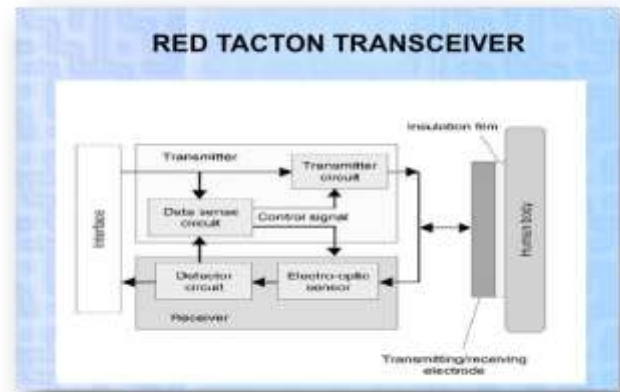 RED TACTON TRANSCEIVER
Insulation film
Transmitter
Transmitter
circuit
Data sense
circuit
Control signal
Interface
Human body
Detector
circuit
Electro-optic
sensor
Receiver
Transmitting/receiving
electrode